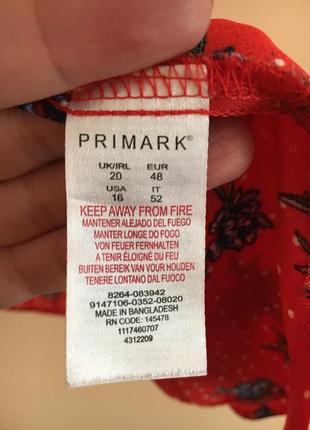 PRIMARK®
UK/IRL EUR
20 48
USA IT
16 52
KEEP AWAY FROM FIRE
MANTENER ALEJADO DEL FUEGO
MANTER LONGE DO FOGO
VON FEUER FERNHALTEN
A TENIR ÉLOIGNÉ DU FEU
BUITEN BEREIK VAN VUUR HOUDEN
TENERE LONTANO DAL FUOCO
8264-083942
9147106-0352-08020
MADE IN BANGLADESH
RN CODE: 145478
1117460707
4312209